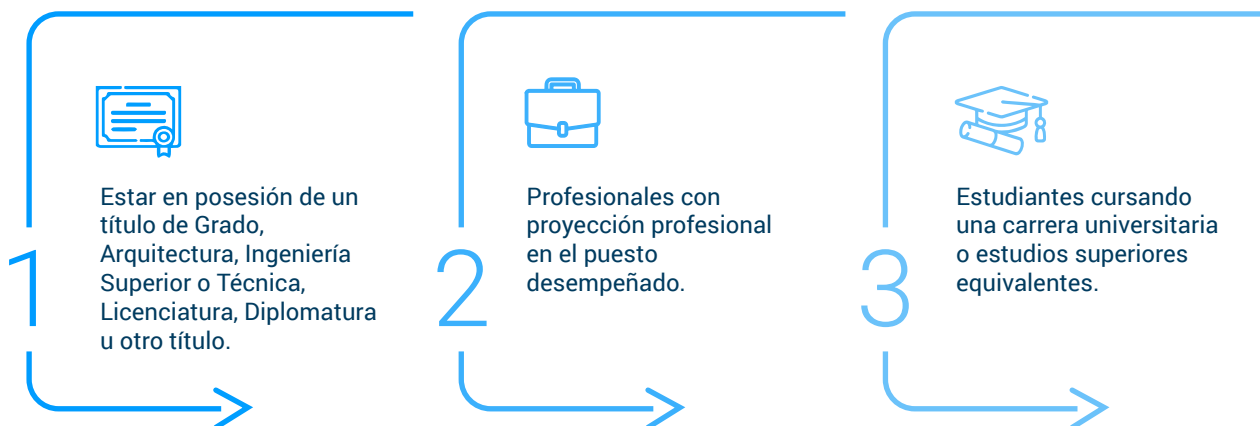 1
Estar en posesión de un
título de Grado,
Arquitectura, Ingeniería
Superior o Técnica,
Licenciatura, Diplomatura
u otro título.
2
Profesionales con
proyección profesional
en el puesto
desempeñado.
3
Estudiantes cursando
una carrera universitaria
o estudios superiores
equivalentes.